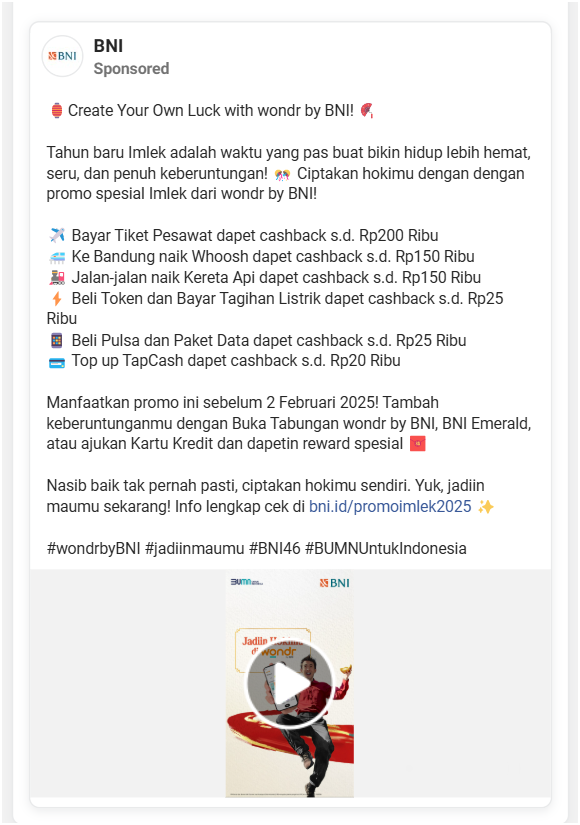 BNI
BNI
Sponsored
🏮 Create Your Own Luck with wondr by BNI! 🪭
Tahun baru Imlek adalah waktu yang pas buat bikin hidup lebih hemat,
seru, dan penuh keberuntungan! 🎊 Ciptakan hokimu dengan dengan
promo spesial Imlek dari wondr by BNI!
✈️ Bayar Tiket Pesawat dapet cashback s.d. Rp200 Ribu
🚄 Ke Bandung naik Whoosh dapet cashback s.d. Rp150 Ribu
🚂 Jalan-jalan naik Kereta Api dapet cashback s.d. Rp150 Ribu
⚡ Beli Token dan Bayar Tagihan Listrik dapet cashback s.d. Rp25
Ribu
📱 Beli Pulsa dan Paket Data dapet cashback s.d. Rp25 Ribu
💳 Top up TapCash dapet cashback s.d. Rp20 Ribu
Manfaatkan promo ini sebelum 2 Februari 2025! Tambah
keberuntunganmu dengan Buka Tabungan wondr by BNI, BNI Emerald,
atau ajukan Kartu Kredit dan dapetin reward spesial 🧧
Nasib baik tak pernah pasti, ciptakan hokimu sendiri. Yuk, jadiin
maumu sekarang! Info lengkap cek di bni.id/promoimlek2025 ✨
#wondrbyBNI #jadiinmaumu #BNI46 #BUMNUntukIndonesia
BUMN
BNI
Jadiin
di wondr